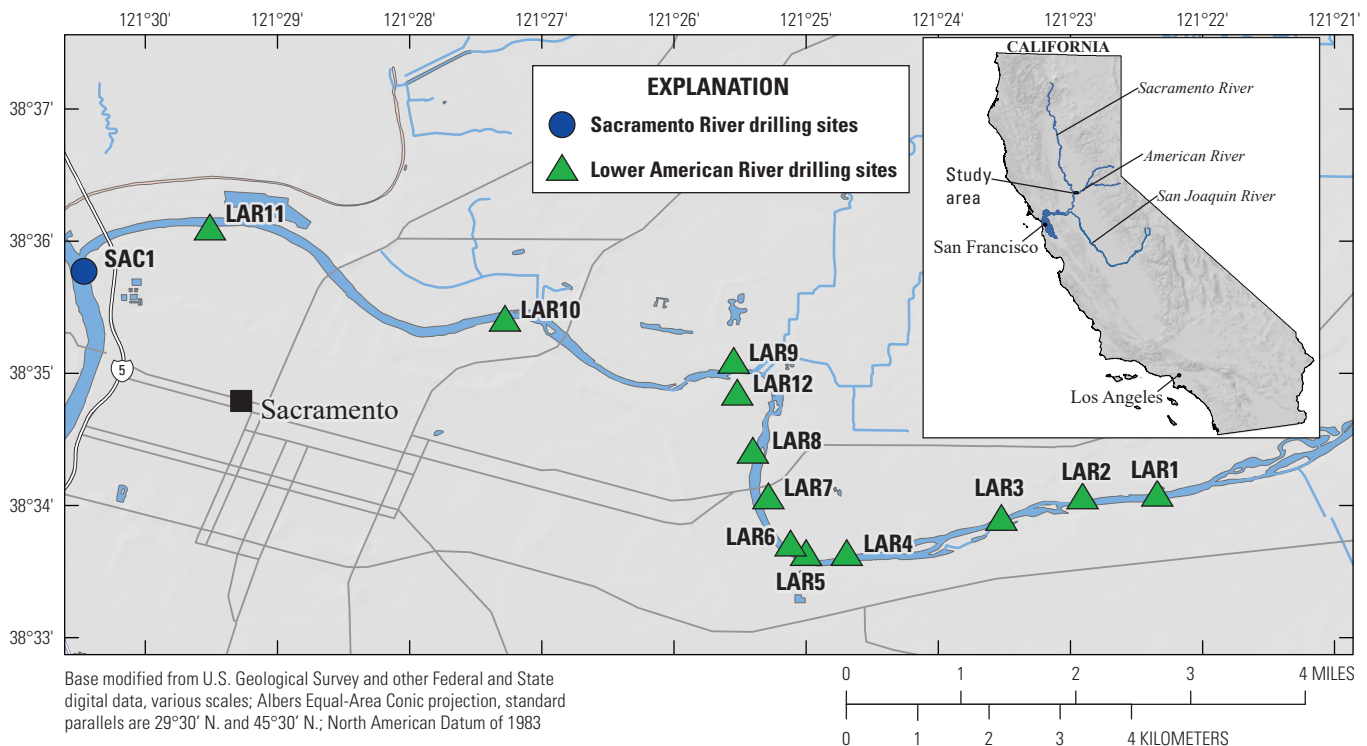 121°30' 121°29' 121°28' 121°27' 121°26' 121°25' 121°24' 121°23' 121°22' 121°21'
38°37'
38°36'
38°35'
38°34'
38°33'
EXPLANATION
Sacramento River drilling sites
Lower American River drilling sites
CALIFORNIA
Sacramento River
American River
Study
area
San Joaquin River
San Francisco
Los Angeles
LAR11
SAC1
LAR10
LAR9
LAR12
5
Sacramento
LAR8
LAR7
LAR6
LAR5
LAR4
LAR3
LAR2
LAR1
Base modified from U.S. Geological Survey and other Federal and State
digital data, various scales; Albers Equal-Area Conic projection, standard
parallels are 29°30′ N. and 45°30′ N.; North American Datum of 1983
0 1 2 3 4 MILES
0 1 2 3 4 KILOMETERS